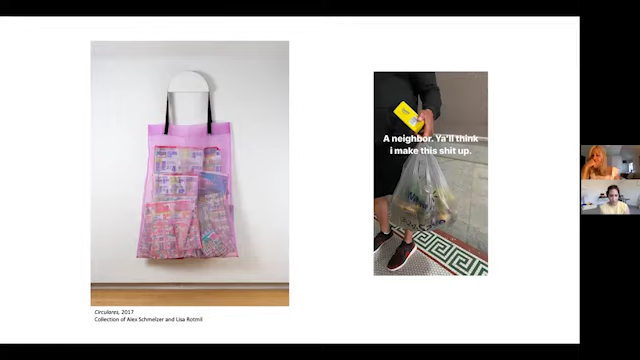 A neighbor. Ya'll think
i make this shit up.
Circulares, 2017
Collection of Alex Schmelzer and Lisa Rotmil